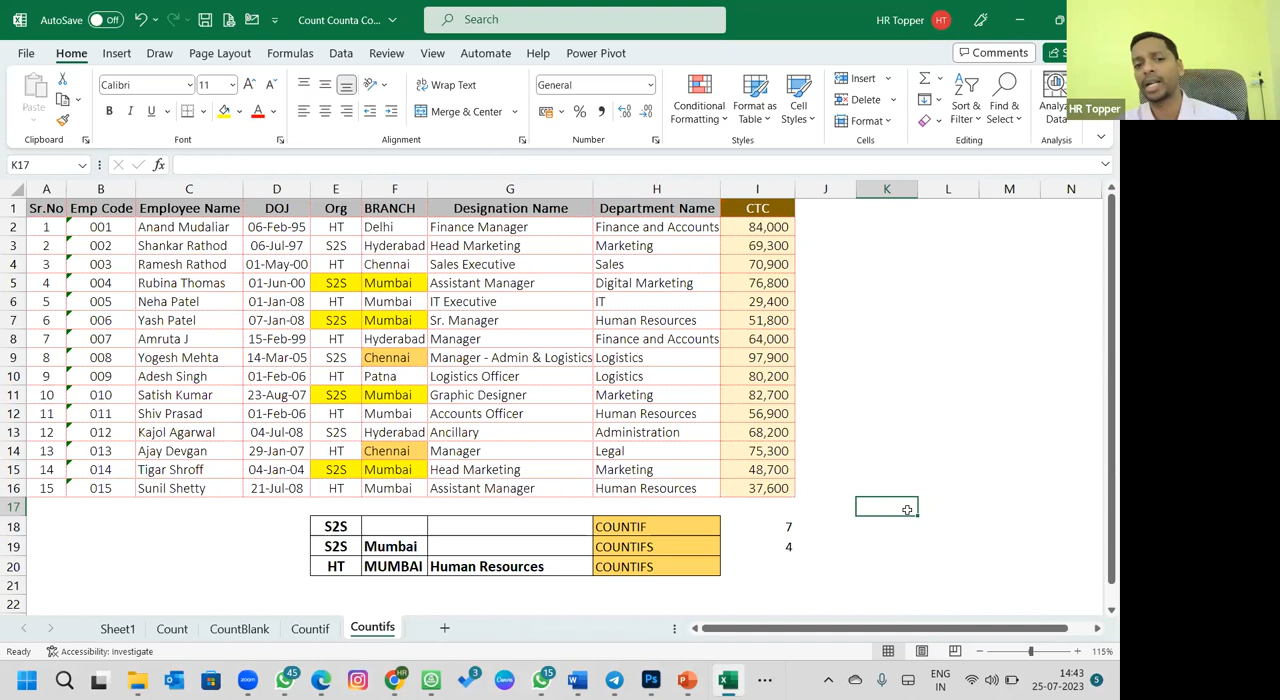 AutoSave Off Count Counta Co... Search HR Topper HT
File Home Insert Draw Page Layout Formulas Data Review View Automate Help Power Pivot Comments
Paste Calibri 11 Wrap Text General Conditional Formatting Format as Table Cell Styles Insert Sort & Filter Find & Select
B I U Merge & Center Delete
Format HR Topper
Clipboard Font Alignment Number Styles Cells Editing Analysis
K17 fx
A B C D E F G H I J K L M N
1 Sr.No Emp Code Employee Name DOJ Org BRANCH Designation Name Department Name CTC
2 1 001 Anand Mudaliar 06-Feb-95 HT Delhi Finance Manager Finance and Accounts 84,000
3 2 002 Shankar Rathod 06-Jul-97 S2S Hyderabad Head Marketing Marketing 69,300
4 3 003 Ramesh Rathod 01-May-00 HT Chennai Sales Executive Sales 70,900
5 4 004 Rubina Thomas 01-Jun-00 S2S Mumbai Assistant Manager Digital Marketing 76,800
6 5 005 Neha Patel 01-Jan-08 HT Mumbai IT Executive IT 29,400
7 6 006 Yash Patel 07-Jan-08 S2S Mumbai Sr. Manager Human Resources 51,800
8 7 007 Amruta J 15-Feb-99 HT Hyderabad Manager Finance and Accounts 64,000
9 8 008 Yogesh Mehta 14-Mar-05 S2S Chennai Manager - Admin & Logistics Logistics 97,900
10 9 009 Adesh Singh 01-Feb-06 HT Patna Logistics Officer Logistics 80,200
11 10 010 Satish Kumar 23-Aug-07 S2S Mumbai Graphic Designer Marketing 82,700
12 11 011 Shiv Prasad 01-Feb-06 HT Mumbai Accounts Officer Human Resources 56,900
13 12 012 Kajol Agarwal 04-Jul-08 S2S Hyderabad Ancillary Administration 68,200
14 13 013 Ajay Devgan 29-Jan-07 HT Chennai Manager Legal 75,300
15 14 014 Tigar Shroff 04-Jan-04 S2S Mumbai Head Marketing Marketing 48,700
16 15 015 Sunil Shetty 21-Jul-08 HT Mumbai Assistant Manager Human Resources 37,600
17
18 S2S COUNTIF 7
19 S2S Mumbai COUNTIFS 4
20 HT MUMBAI Human Resources COUNTIFS
21
22
Sheet1 Count CountBlank Countif Countifs
Ready Accessibility: Investigate 115%
zoom 45 HR 3 Canva 15 ENG IN 14:43 25-07-2023 5